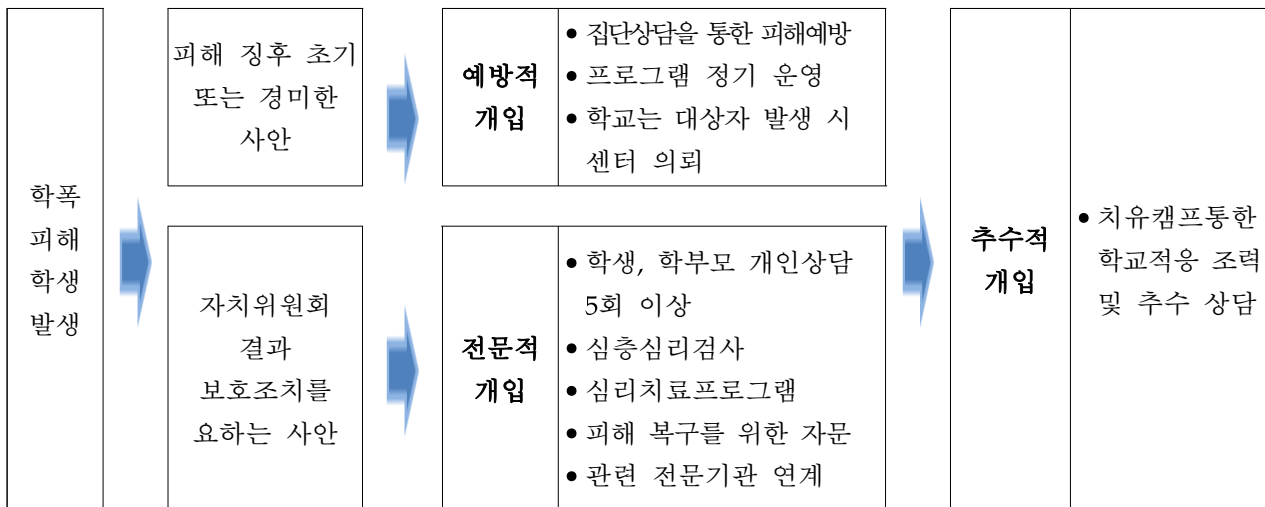 학폭
피해
학생
발생
피해 징후 초기
또는 경미한
사안
예방적
개입
• 집단상담을 통한 피해예방
• 프로그램 정기 운영
• 학교는 대상자 발생 시
센터 의뢰
자치위원회
결과
보호조치를
요하는 사안
전문적
개입
• 학생, 학부모 개인상담
5회 이상
• 심층심리검사
• 심리치료프로그램
• 피해 복구를 위한 자문
• 관련 전문기관 연계
추수적
개입
• 치유캠프통한
학교적응 조력
및 추수 상담